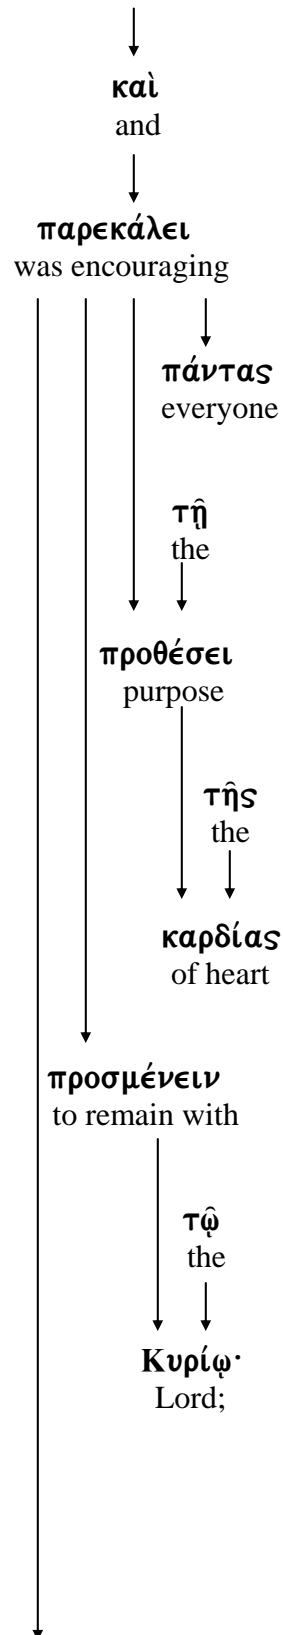 καὶ
and
παρεκάλει
was encouraging
πάντας
everyone
τῇ
the
προθέσει
purpose
τῆς
the
καρδίας
of heart
προσμένειν
to remain with
τῷ
the
Κυρίῳ·
Lord;